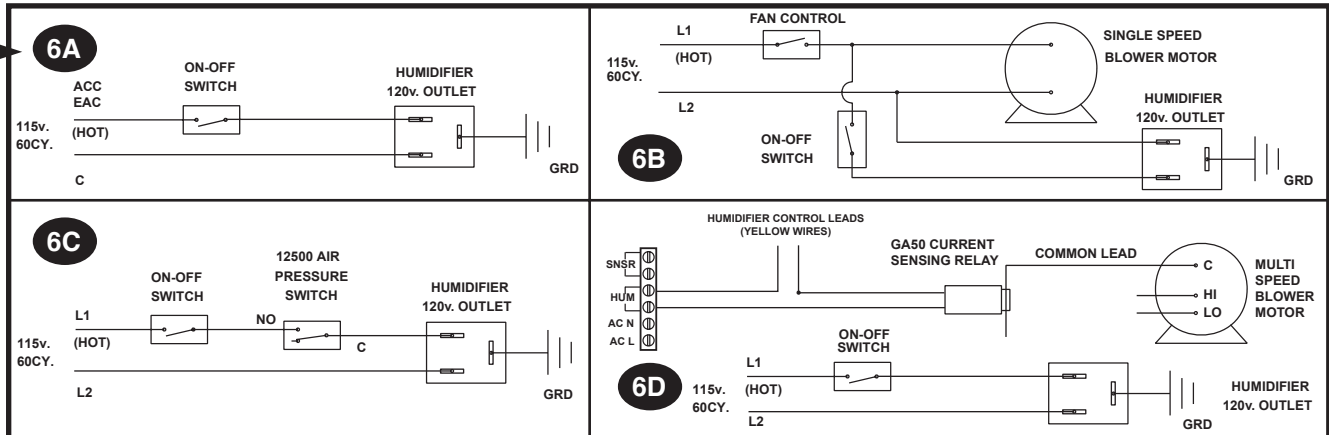 6A
ON-OFF
SWITCH
ACC
EAC
115v.
60CY.
(HOT)
C
HUMIDIFIER
120v. OUTLET
GRD
6B
FAN CONTROL
L1
(HOT)
115v.
60CY.
L2
SINGLE SPEED
BLOWER MOTOR
ON-OFF
SWITCH
HUMIDIFIER
120v. OUTLET
GRD
6C
ON-OFF
SWITCH
12500 AIR
PRESSURE
SWITCH
L1
(HOT)
115v.
60CY.
L2
NO
C
HUMIDIFIER
120v. OUTLET
GRD
6D
HUMIDIFIER CONTROL LEADS
(YELLOW WIRES)
SNSR
HUM
AC N
AC L
GA50 CURRENT
SENSING RELAY
COMMON LEAD
C
HI
LO
MULTI
SPEED
BLOWER
MOTOR
ON-OFF
SWITCH
L1
(HOT)
115v.
60CY.
L2
HUMIDIFIER
120v. OUTLET
GRD